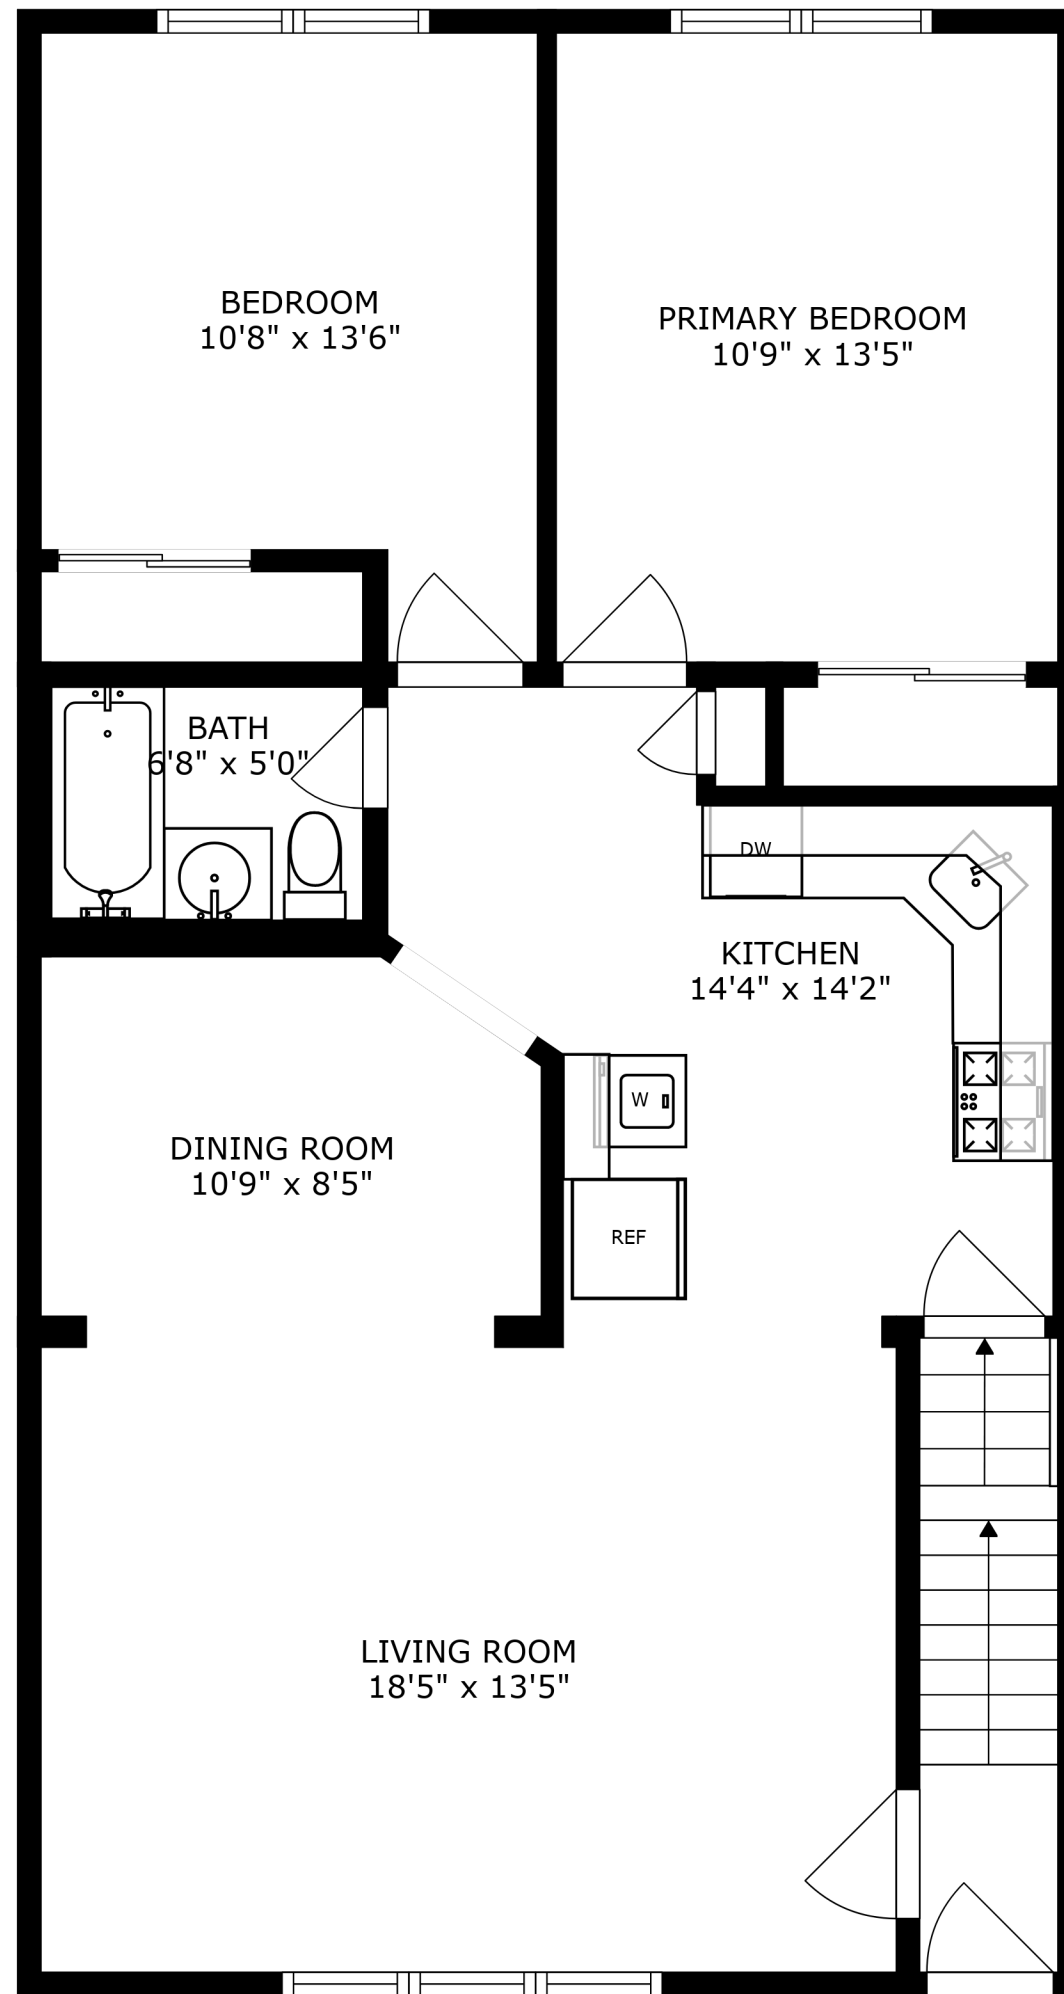 BEDROOM
10'8" x 13'6"
PRIMARY BEDROOM
10'9" x 13'5"
BATH
6'8" x 5'0"
DW
KITCHEN
14'4" x 14'2"
W
DINING ROOM
10'9" x 8'5"
REF
LIVING ROOM
18'5" x 13'5"